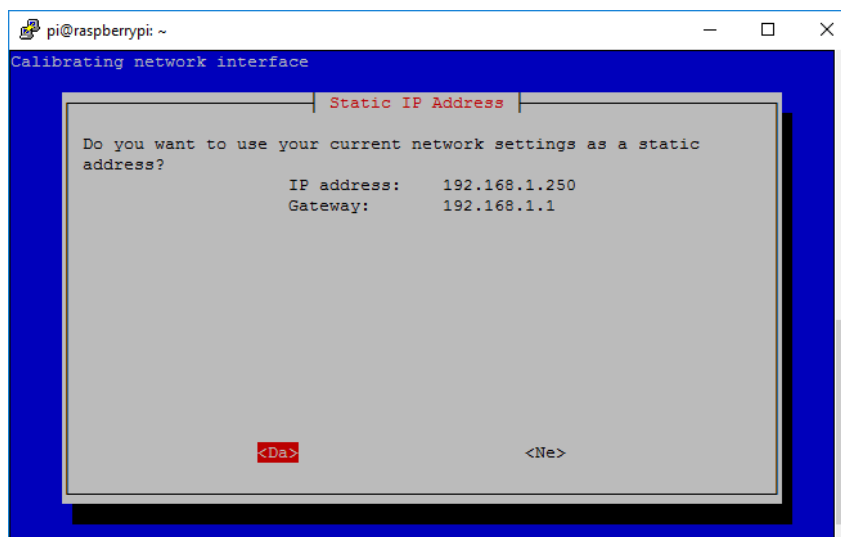 pi@raspberrypi: ~
Calibrating network interface
Static IP Address
Do you want to use your current network settings as a static
address?
IP address: 192.168.1.250
Gateway: 192.168.1.1
<Da> <Ne>